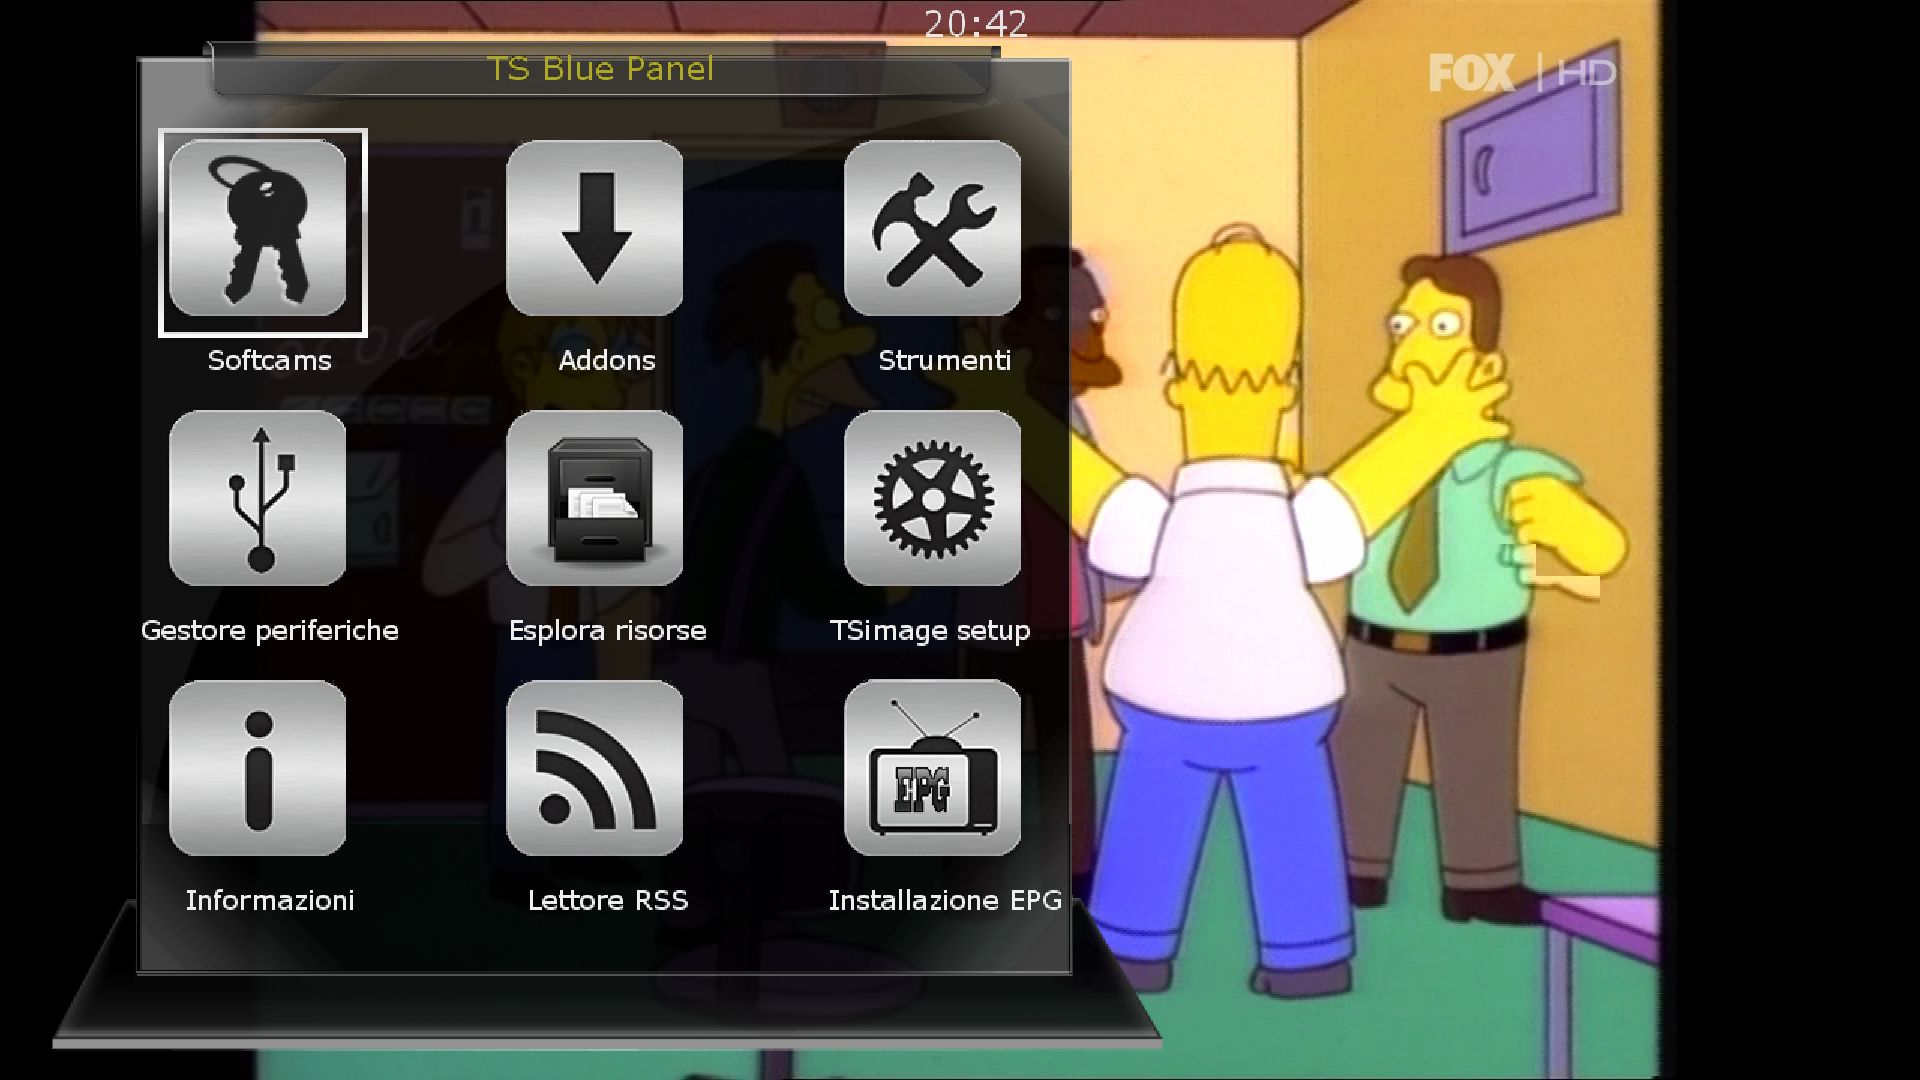 20:42
TS Blue Panel
FOX | HD
Softcams
Addons
Strumenti
Gestore periferiche
Esplora risorse
TSimage setup
EPG
Informazioni
Lettore RSS
Installazione EPG